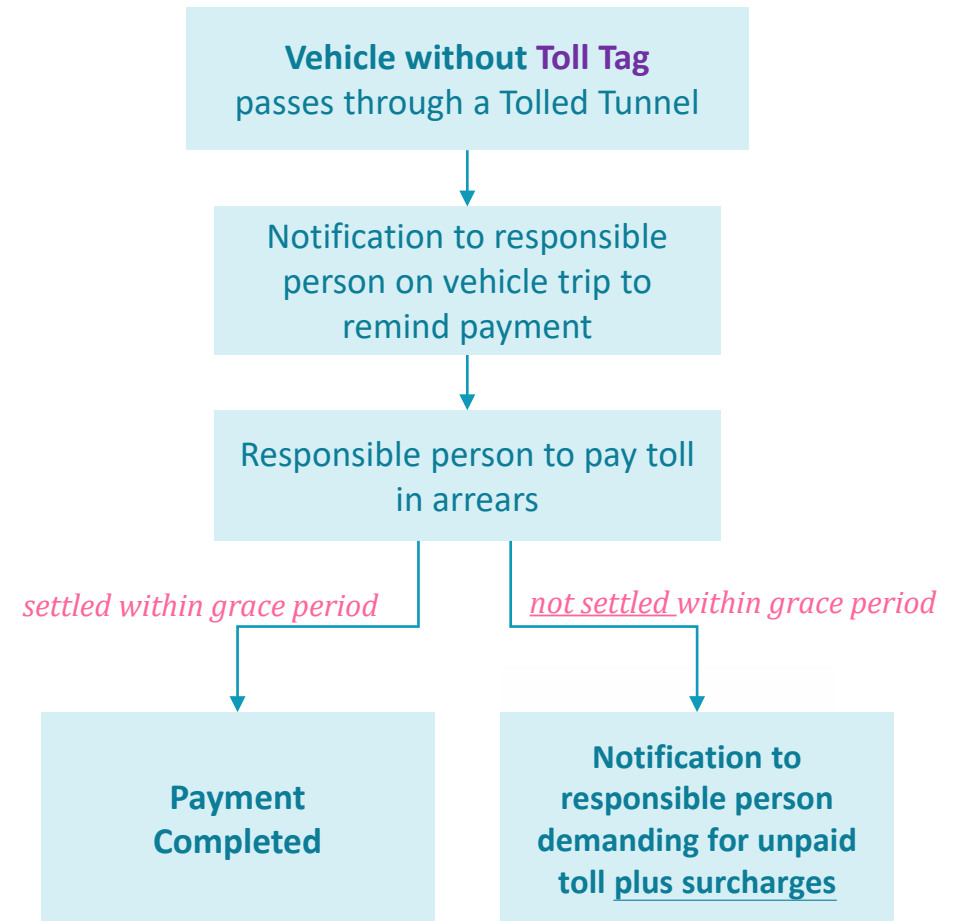 Vehicle without Toll Tag
passes through a Tolled Tunnel
Notification to responsible
person on vehicle trip to
remind payment
Responsible person to pay toll
in arrears
settled within grace period
not settled within grace period
Payment
Completed
Notification to
responsible person
demanding for unpaid
toll plus surcharges